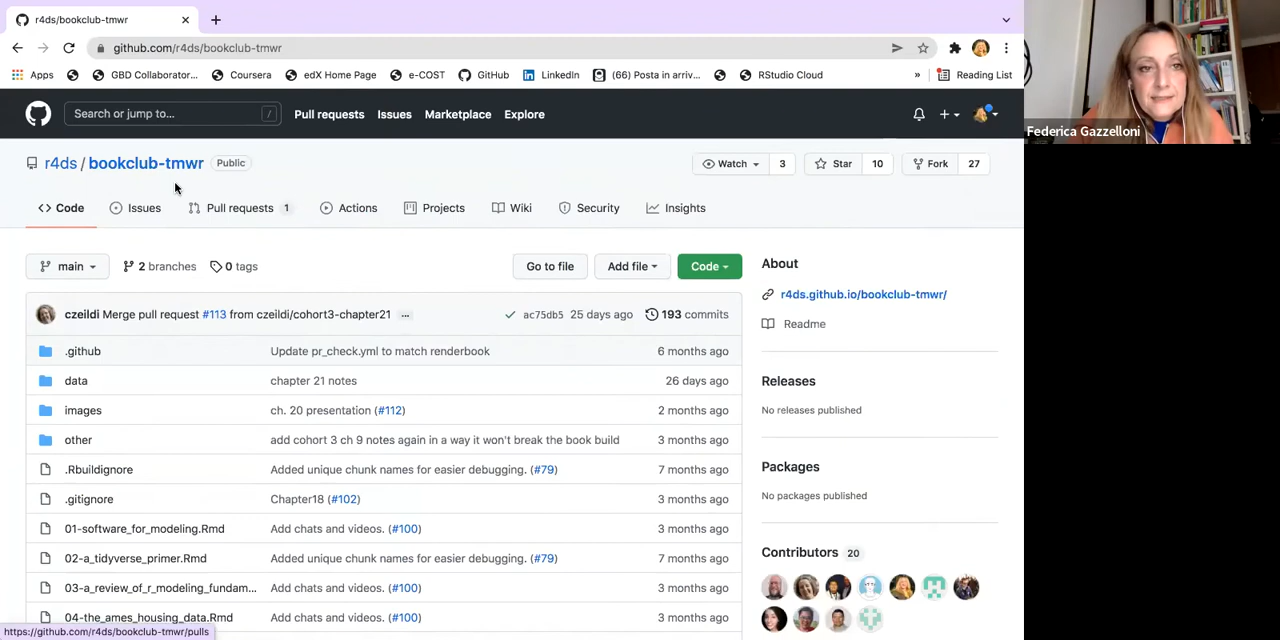 r4ds/bookclub-tmwr
github.com/r4ds/bookclub-tmwr
Apps GBD Collaborator... Coursera edX Home Page e-COST GitHub LinkedIn (66) Posta in arriv... RStudio Cloud » Reading List
Search or jump to... / Pull requests Issues Marketplace Explore
Federica Gazzelloni
r4ds / bookclub-tmwr Public Watch 3 Star 10 Fork 27
<> Code Issues Pull requests 1 Actions Projects Wiki Security Insights
main 2 branches 0 tags Go to file Add file Code
About
r4ds.github.io/bookclub-tmwr/
Readme
Releases
No releases published
Packages
No packages published
Contributors 20
czeildi Merge pull request #113 from czeildi/cohort3-chapter21 ... ac75db5 25 days ago 193 commits
.github Update pr_check.yml to match renderbook 6 months ago
data chapter 21 notes 26 days ago
images ch. 20 presentation (#112) 2 months ago
other add cohort 3 ch 9 notes again in a way it won't break the book build 3 months ago
.Rbuildignore Added unique chunk names for easier debugging. (#79) 7 months ago
.gitignore Chapter18 (#102) 3 months ago
01-software_for_modeling.Rmd Add chats and videos. (#100) 3 months ago
02-a_tidyverse_primer.Rmd Added unique chunk names for easier debugging. (#79) 7 months ago
03-a_review_of_r_modeling_fundam... Add chats and videos. (#100) 3 months ago
04-the_ames_housing_data.Rmd Add chats and videos. (#100) 3 months ago
https://github.com/r4ds/bookclub-tmwr/pulls